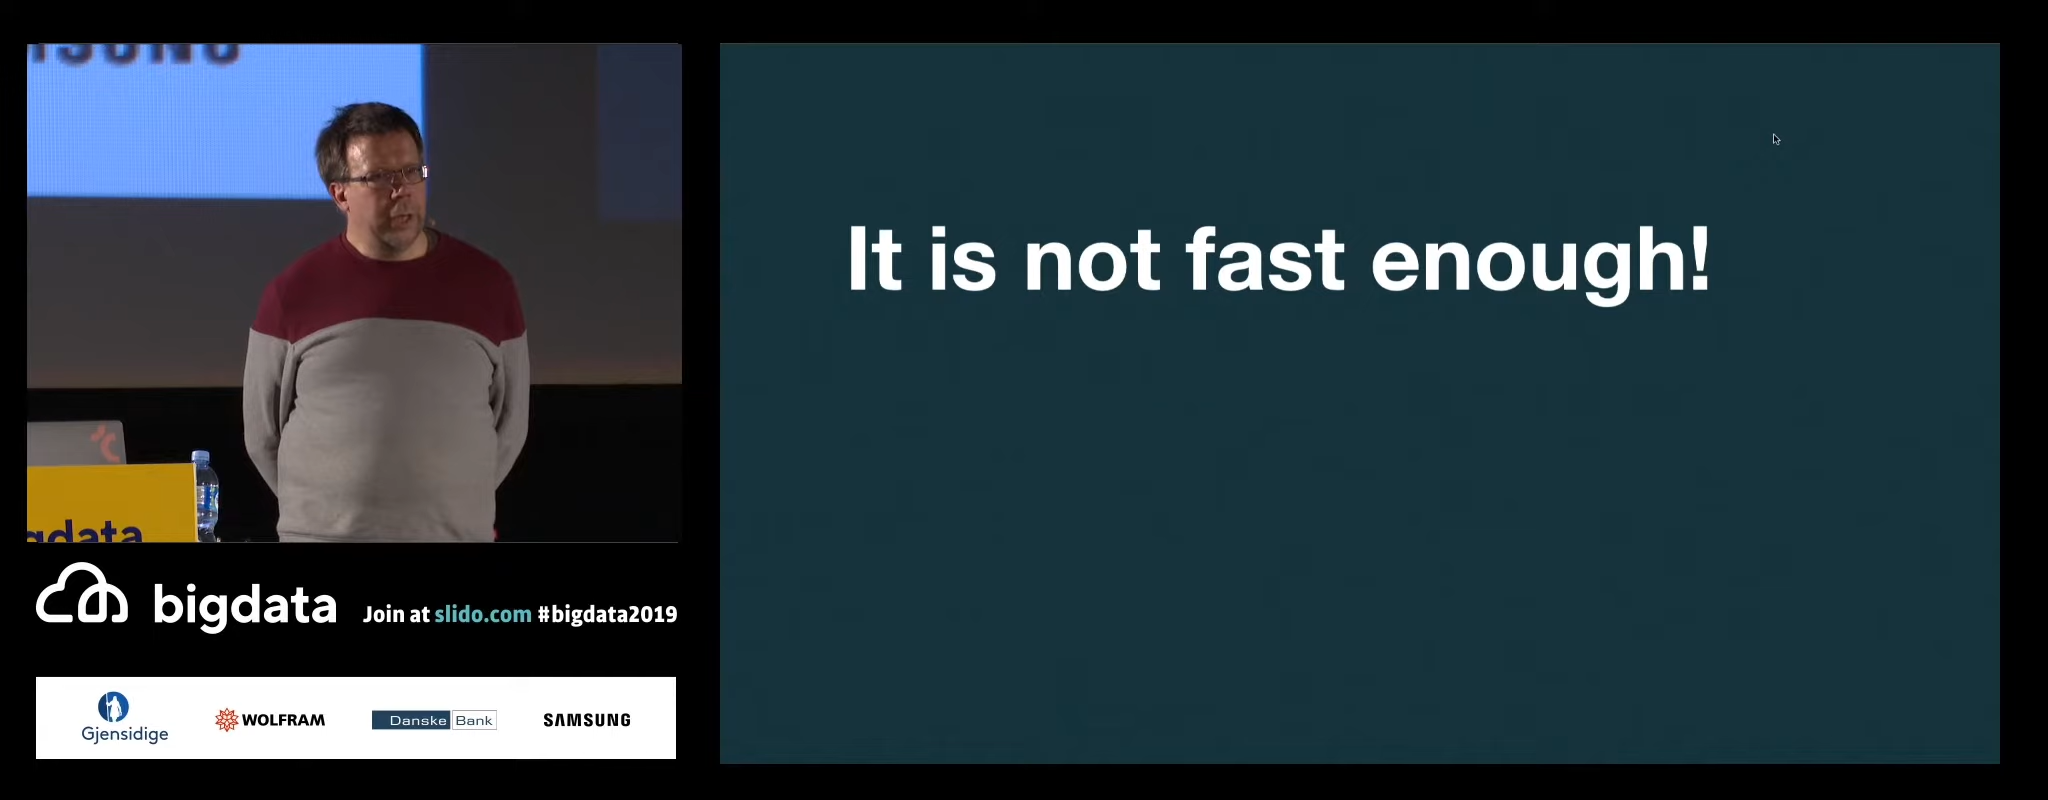 It is not fast enough!
bigdata
Join at slido.com #bigdata2019
Gjensidige
WOLFRAM
Danske Bank
SAMSUNG